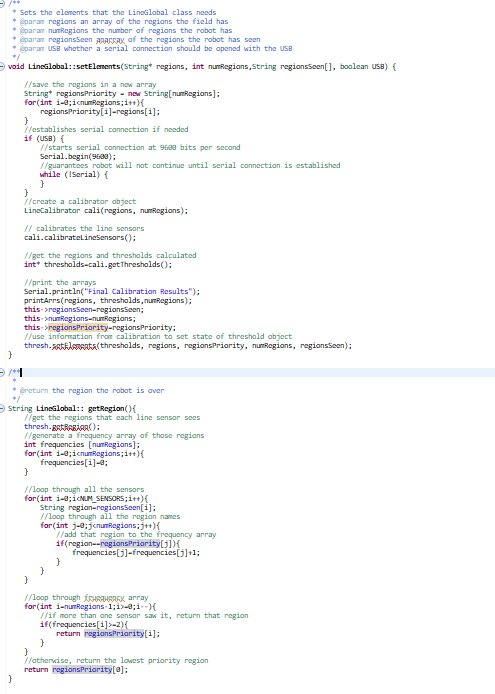 /**
 * Sets the elements that the LineGlobal class needs
 * @param regions an array of the regions the field has
 * @param numRegions the number of regions the robot has
 * @param regionsSeen aparray of the regions the robot has seen
 * @param USB whether a serial connection should be opened with the USB
 */
void LineGlobal::setElements(String* regions, int numRegions,String regionsSeen[], boolean USB) {

    //save the regions in a new array
    String* regionsPriority = new String[numRegions];
    for(int i=0;i<numRegions;i++){
        regionsPriority[i]=regions[i];
    }
    //establishes serial connection if needed
    if (USB) {
        //starts serial connection at 9600 bits per second
        Serial.begin(9600);
        //guarantees robot will not continue until serial connection is established
        while (!Serial) {
        }
    }
    //create a calibrator object
    LineCalibrator cali(regions, numRegions);

    // calibrates the line sensors
    cali.calibrateLineSensors();

    //get the regions and thresholds calculated
    int* thresholds=cali.getThresholds();

    //print the arrays
    Serial.println("Final Calibration Results");
    printArrs(regions, thresholds,numRegions);
    this->regionsSeen=regionsSeen;
    this->numRegions=numRegions;
    this->regionsPriority=regionsPriority;
    //use information from calibration to set state of threshold object
    thresh.setElements(thresholds, regions, regionsPriority, numRegions, regionsSeen);
}

/**
 *
 * @return the region the robot is over
 */
String LineGlobal:: getRegion(){
    //get the regions that each line sensor sees
    thresh.getRegion();
    //generate a frequency array of those regions
    int frequencies [numRegions];
    for(int i=0;i<numRegions;i++){
        frequencies[i]=0;
    }

    //loop through all the sensors
    for(int i=0;i<NUM_SENSORS;i++){
        String region=regionsSeen[i];
        //loop through all the region names
        for(int j=0;j<numRegions;j++){
            //add that region to the frequency array
            if(region==regionsPriority[j]){
                frequencies[j]=frequencies[j]+1;
            }
        }
    }

    //loop through array
    for(int i=numRegions-1;i>=0;i--){
        //if more than one sensor saw it, return that region
        if(frequencies[i]>=2){
            return regionsPriority[i];
        }
    }
    //otherwise, return the lowest priority region
    return regionsPriority[0];
}